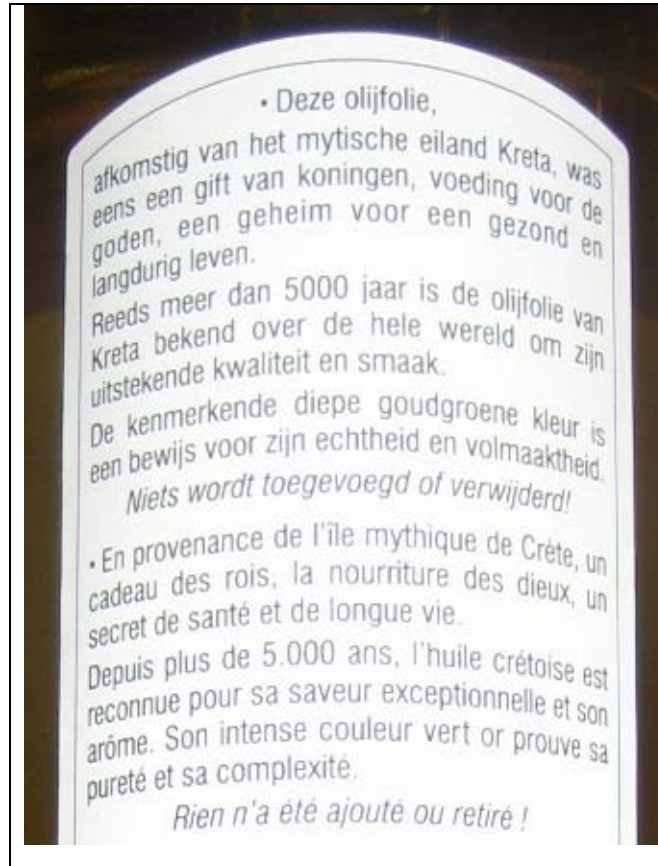 • Deze olijfolie,
afkomstig van het mytische eiland Kreta, was
eens een gift van koningen, voeding voor de
goden, een geheim voor een gezond en
langdurig leven.
Reeds meer dan 5000 jaar is de olijfolie van
Kreta bekend over de hele wereld om zijn
uitstekende kwaliteit en smaak.
De kenmerkende diepe goudgroene kleur is
een bewijs voor zijn echtheid en volmaaktheid.
Niets wordt toegevoegd of verwijderd!
• En provenance de l'île mythique de Crète, un
cadeau des rois, la nourriture des dieux, un
secret de santé et de longue vie.
Depuis plus de 5.000 ans, l'huile crétoise est
reconnue pour sa saveur exceptionnelle et son
arôme. Son intense couleur vert or prouve sa
pureté et sa complexité.
Rien n'a été ajouté ou retiré !